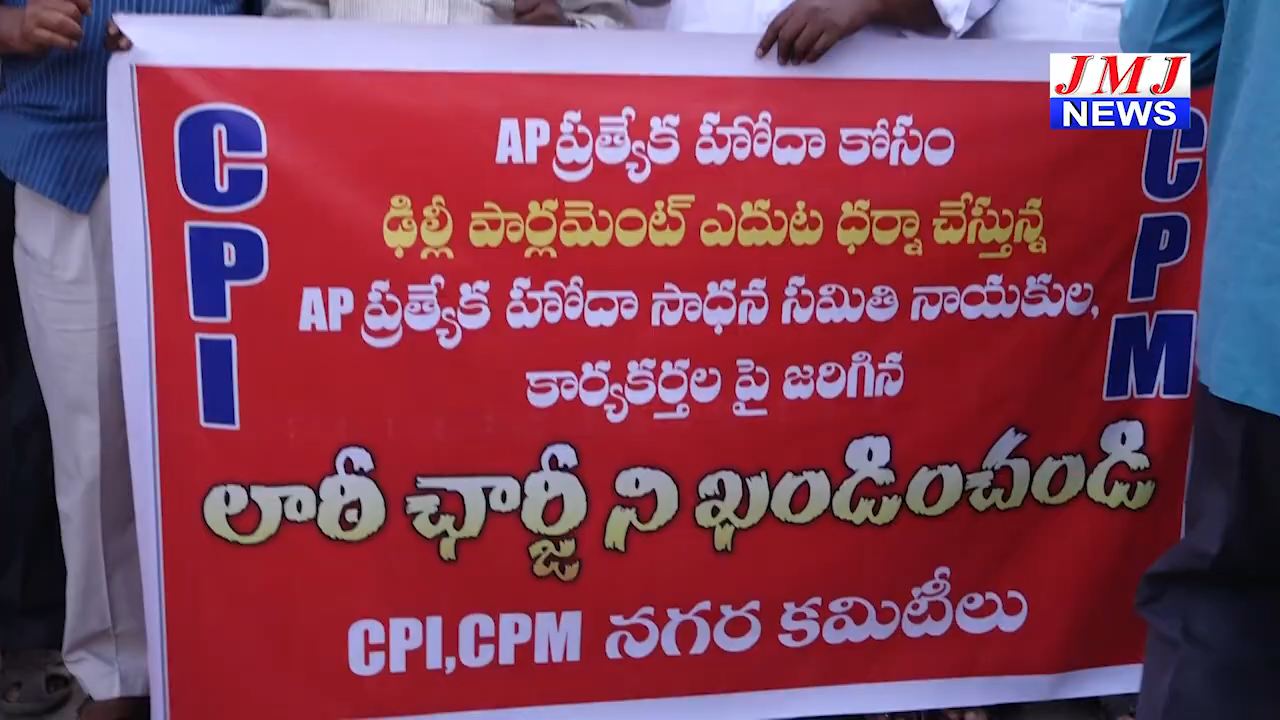 JMJ
NEWS
CPI
CPM
AP ప్రత్యేక హోదా కోసం
ఢిల్లీ పార్లమెంట్ ఎదుట ధర్నా చేస్తున్న
AP ప్రత్యేక హోదా సాధన సమితి నాయకుల,
కార్యకర్తల పై జరిగిన
లాఠీ ఛార్జీ ని ఖండించండి
CPI,CPM నగర కమిటీలు